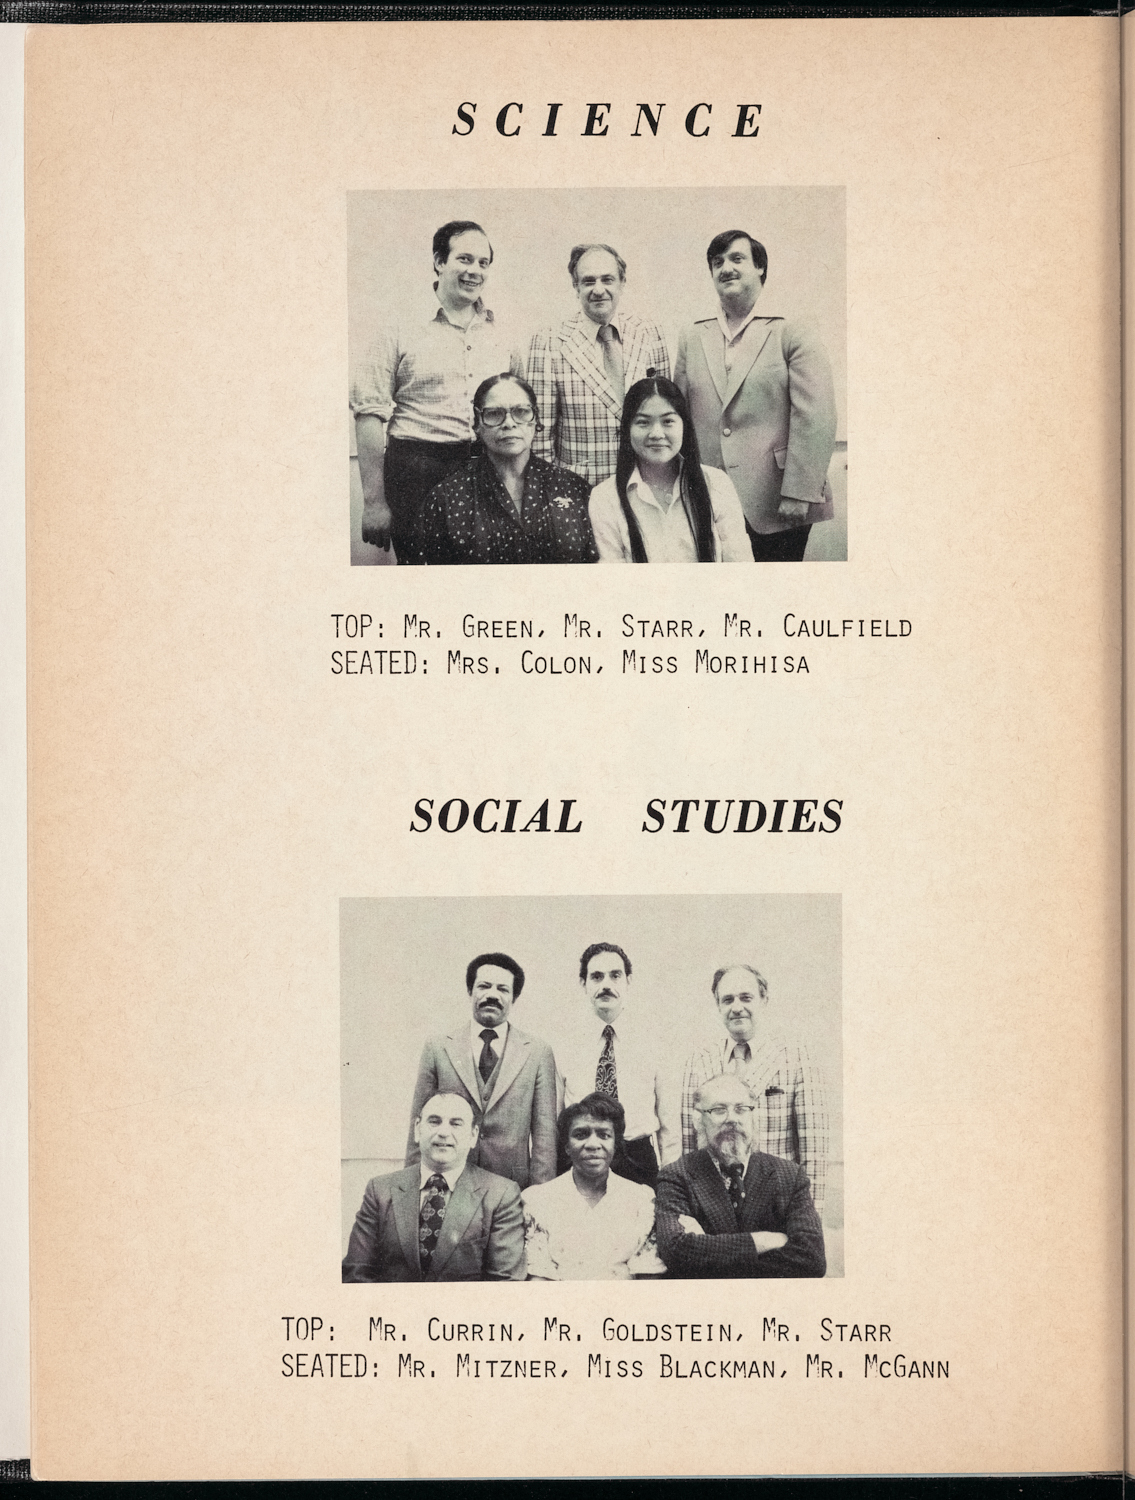 SCIENCE
TOP: MR. GREEN, MR. STARR, MR. CAULFIELD
SEATED: MRS. COLON, MISS MORIHISA
SOCIAL STUDIES
TOP: MR. CURRIN, MR. GOLDSTEIN, MR. STARR
SEATED: MR. MITZNER, MISS BLACKMAN, MR. MCGANN